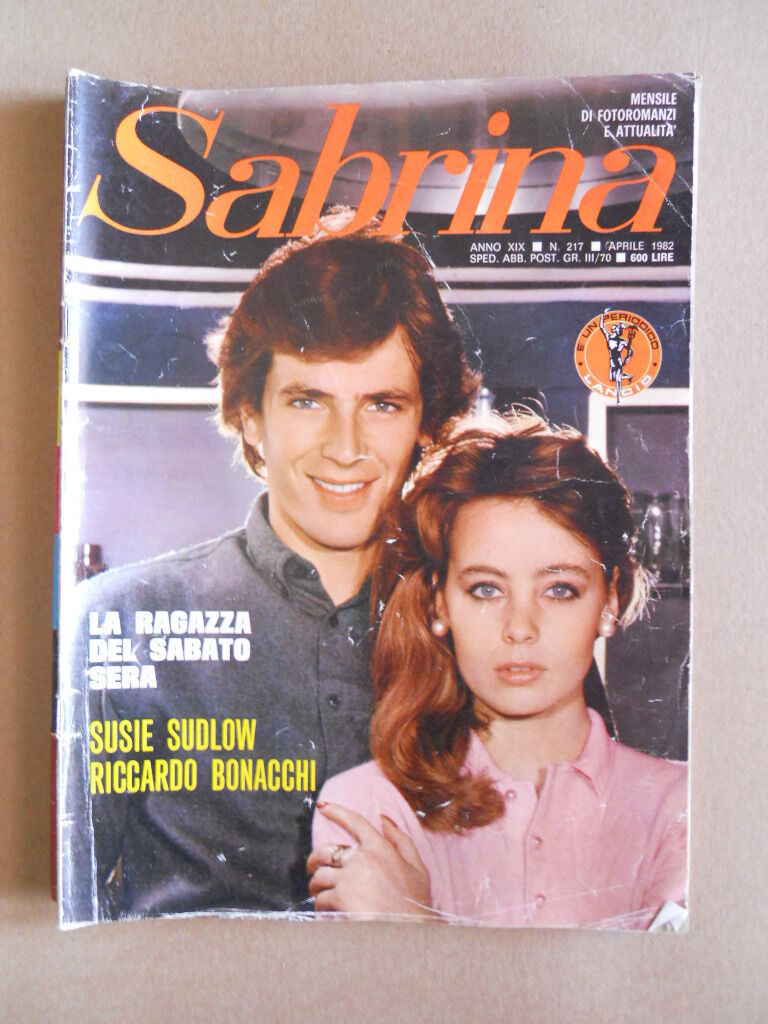 Sabrina
MENSILE
DI FOTOROMANZI
E ATTUALITA'
ANNO XIX ■ N. 217 ■ APRILE 1982
SPED. ABB. POST. GR. III/70 ■ 600 LIRE
E UN PERIODICO
LANCIO
LA RAGAZZA
DEL SABATO
SERA
SUSIE SUDLOW
RICCARDO BONACCHI